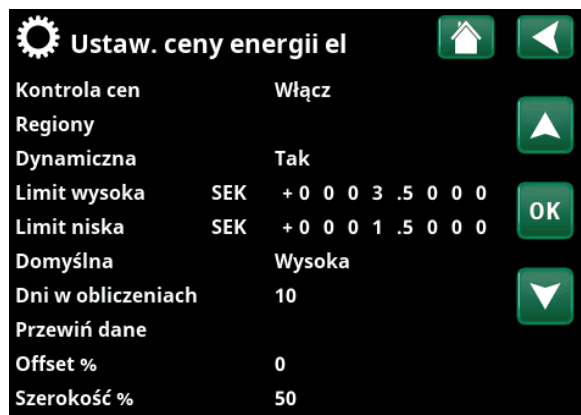 Ustaw. ceny energii el
Kontrola cen Włącz
Regiony
Dynamiczna Tak
Limit wysoka SEK +0 0 0 3 .5 0 0 0
OK
Limit niska SEK +0 0 0 1 .5 0 0 0
Domyślna Wysoka
Dni w obliczeniach 10
Przewiń dane
Offset % 0
Szerokość % 50